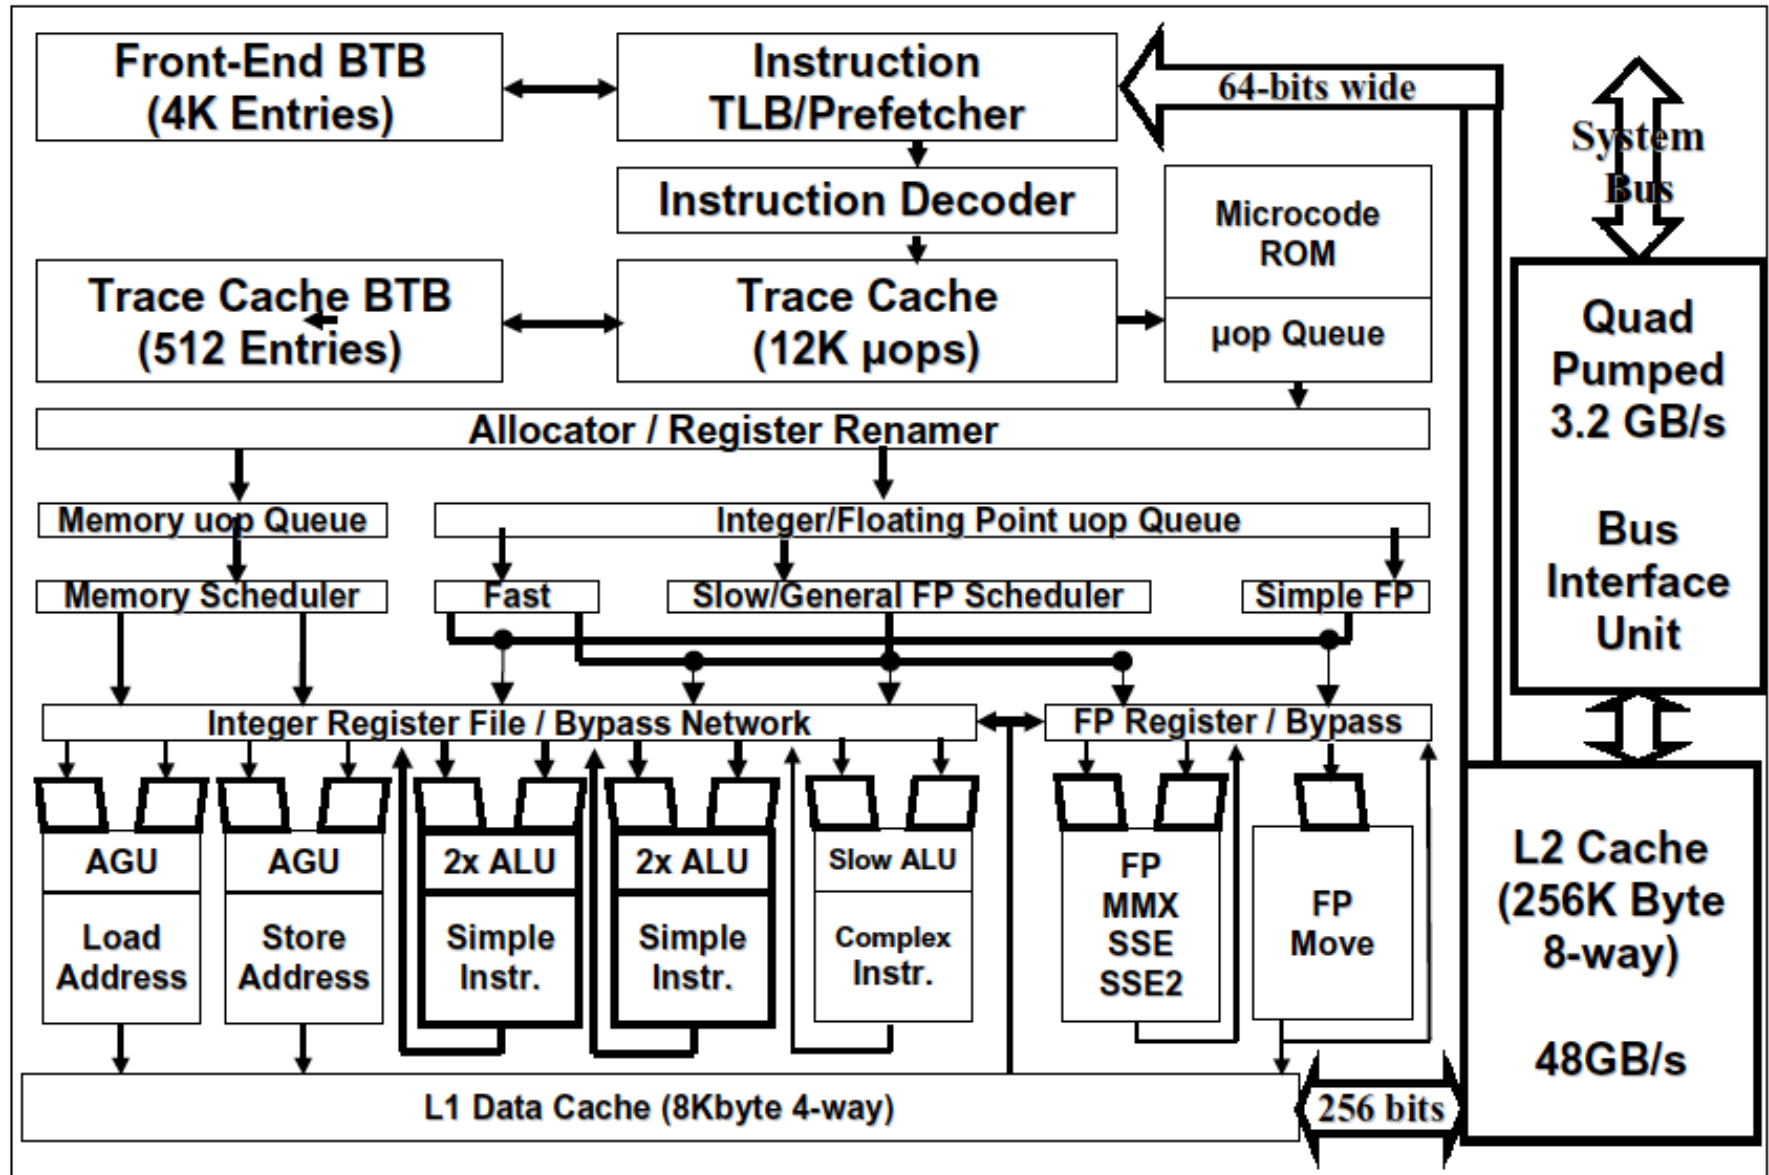 Front-End BTB
(4K Entries)
Instruction
TLB/Prefetcher
64-bits wide
System
Bus
Instruction Decoder
Microcode
ROM
Trace Cache BTB
(512 Entries)
Trace Cache
(12K µops)
µop Queue
Quad
Pumped
3.2 GB/s
Bus
Interface
Unit
Allocator / Register Renamer
Memory uop Queue
Integer/Floating Point uop Queue
Memory Scheduler
Fast
Slow/General FP Scheduler
Simple FP
Integer Register File / Bypass Network
FP Register / Bypass
AGU
Load
Address
AGU
Store
Address
2x ALU
Simple
Instr.
2x ALU
Simple
Instr.
Slow ALU
Complex
Instr.
FP
MMX
SSE
SSE2
FP
Move
L2 Cache
(256K Byte
8-way)
48GB/s
L1 Data Cache (8Kbyte 4-way)
256 bits